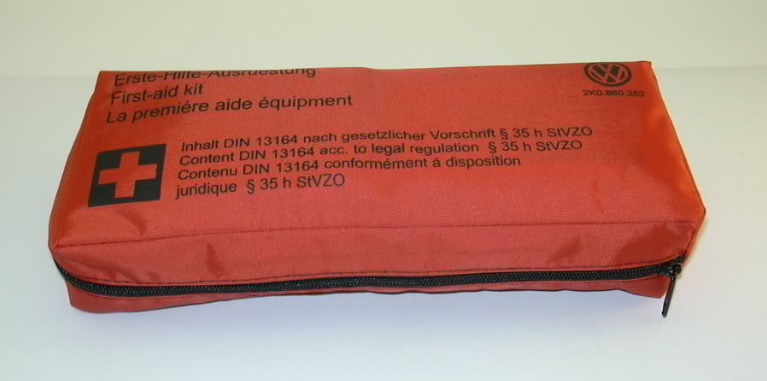 Erste-Hilfe-Ausruestung
First-aid kit
La premiére aide équipment
2K0.860.282
Inhalt DIN 13164 nach gesetzlicher Vorschrift § 35 h StVZO
Content DIN 13164 acc. to legal regulation § 35 h StVZO
Contenu DIN 13164 conformément á disposition
juridique § 35 h StVZO